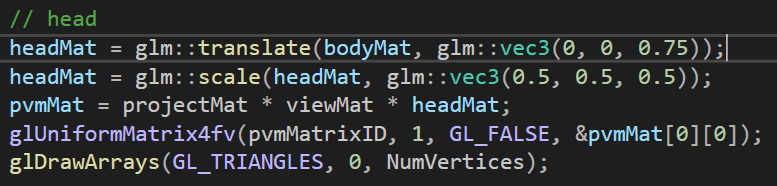 // head
headMat = glm::translate(bodyMat, glm::vec3(0, 0, 0.75));
headMat = glm::scale(headMat, glm::vec3(0.5, 0.5, 0.5));
pvmMat = projectMat * viewMat * headMat;
glUniformMatrix4fv(pvmMatrixID, 1, GL_FALSE, &pvmMat[0][0]);
glDrawArrays(GL_TRIANGLES, 0, NumVertices);